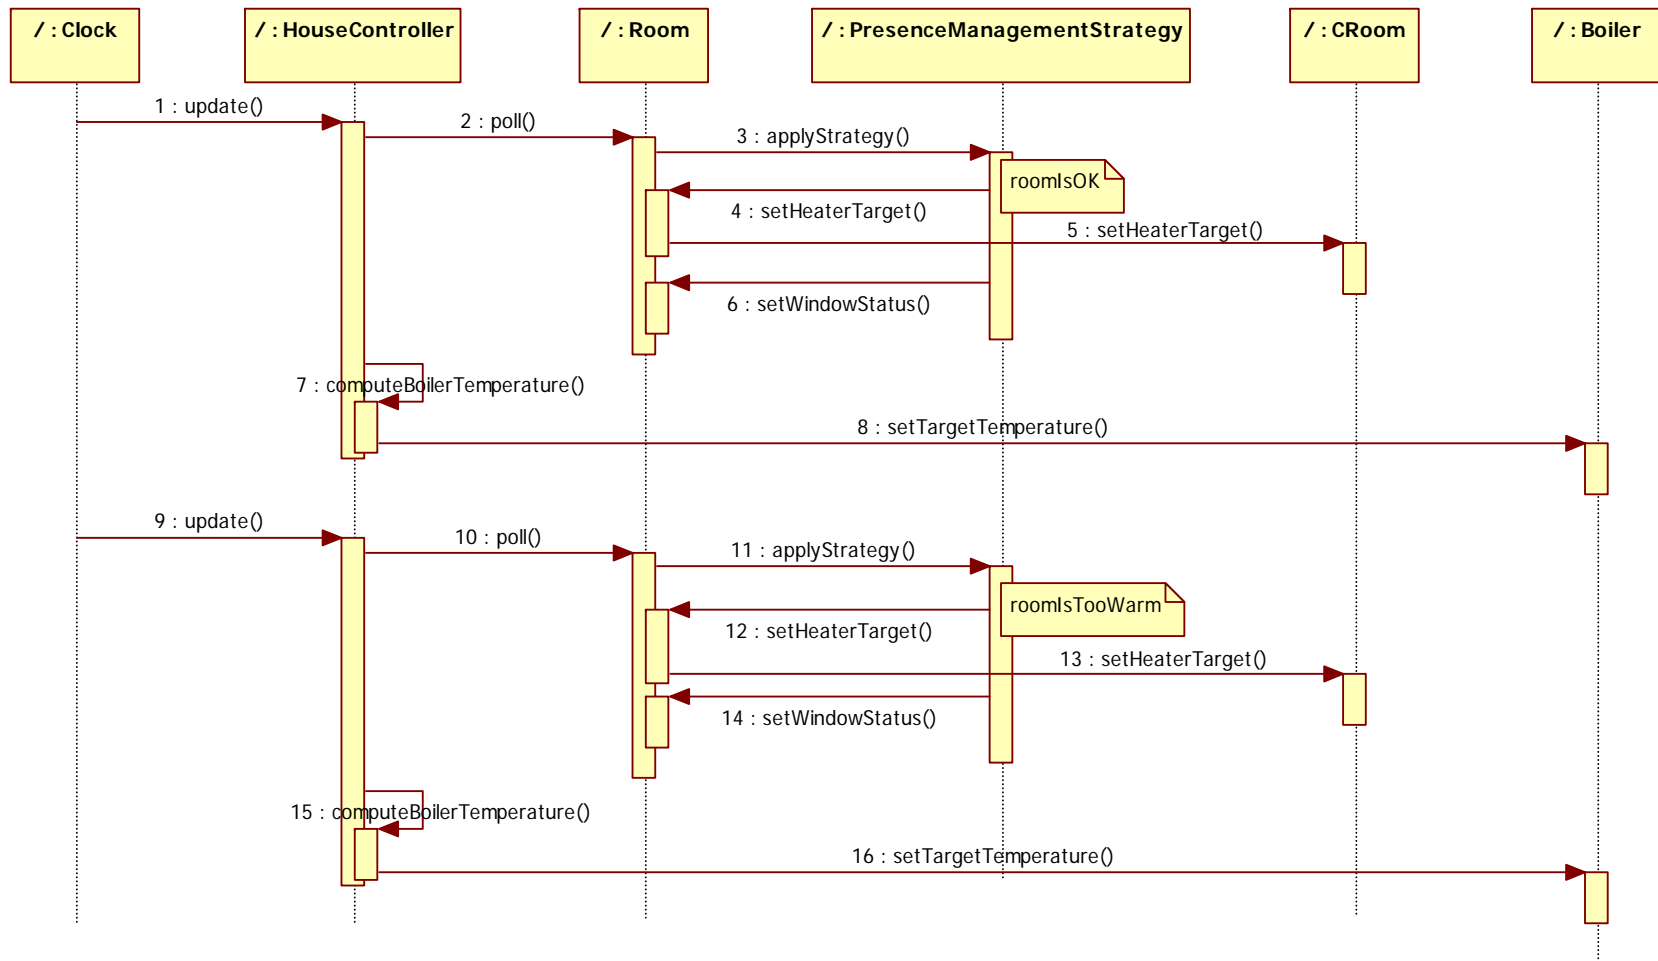 / : Clock
/ : HouseController
/ : Room
/ : PresenceManagementStrategy
/ : CRoom
/ : Boiler
1 : update()
2 : poll()
3 : applyStrategy()
roomIsOK
4 : setHeaterTarget()
5 : setHeaterTarget()
6 : setWindowStatus()
7 : computeBoilerTemperature()
8 : setTargetTemperature()
9 : update()
10 : poll()
11 : applyStrategy()
roomIsTooWarm
12 : setHeaterTarget()
13 : setHeaterTarget()
14 : setWindowStatus()
15 : computeBoilerTemperature()
16 : setTargetTemperature()